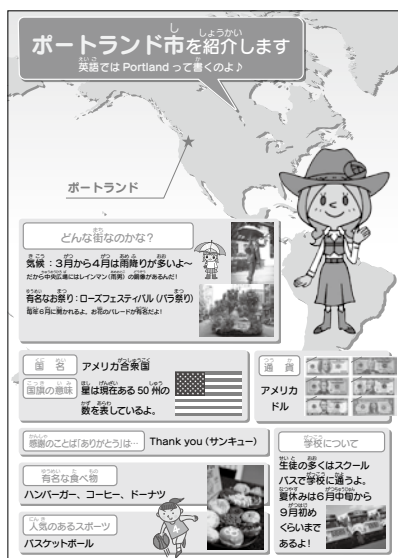 ポートランド市を紹介します
英語では Portland って書くのよ♪
ポートランド
どんな街なのかな?
気候:3月から4月は雨降りが多いよ~
だから中央広場にはレインマン(雨男)の銅像があるんだ!
有名なお祭り:ローズフェスティバル(バラ祭り)
毎年6月に開かれるよ。お花のパレードが有名だよ!
国名
アメリカ合衆国
国旗の意味
星は現在ある50州の
数を表しているよ。
通貨
アメリカ
ドル
感謝のことば「ありがとう」は…
Thank you(サンキュー)
有名な食べ物
ハンバーガー、コーヒー、ドーナツ
人気のあるスポーツ
バスケットボール
学校について
生徒の多くはスクール
バスで学校に通うよ。
夏休みは6月中旬から
9月初め
くらいまで
あるよ!